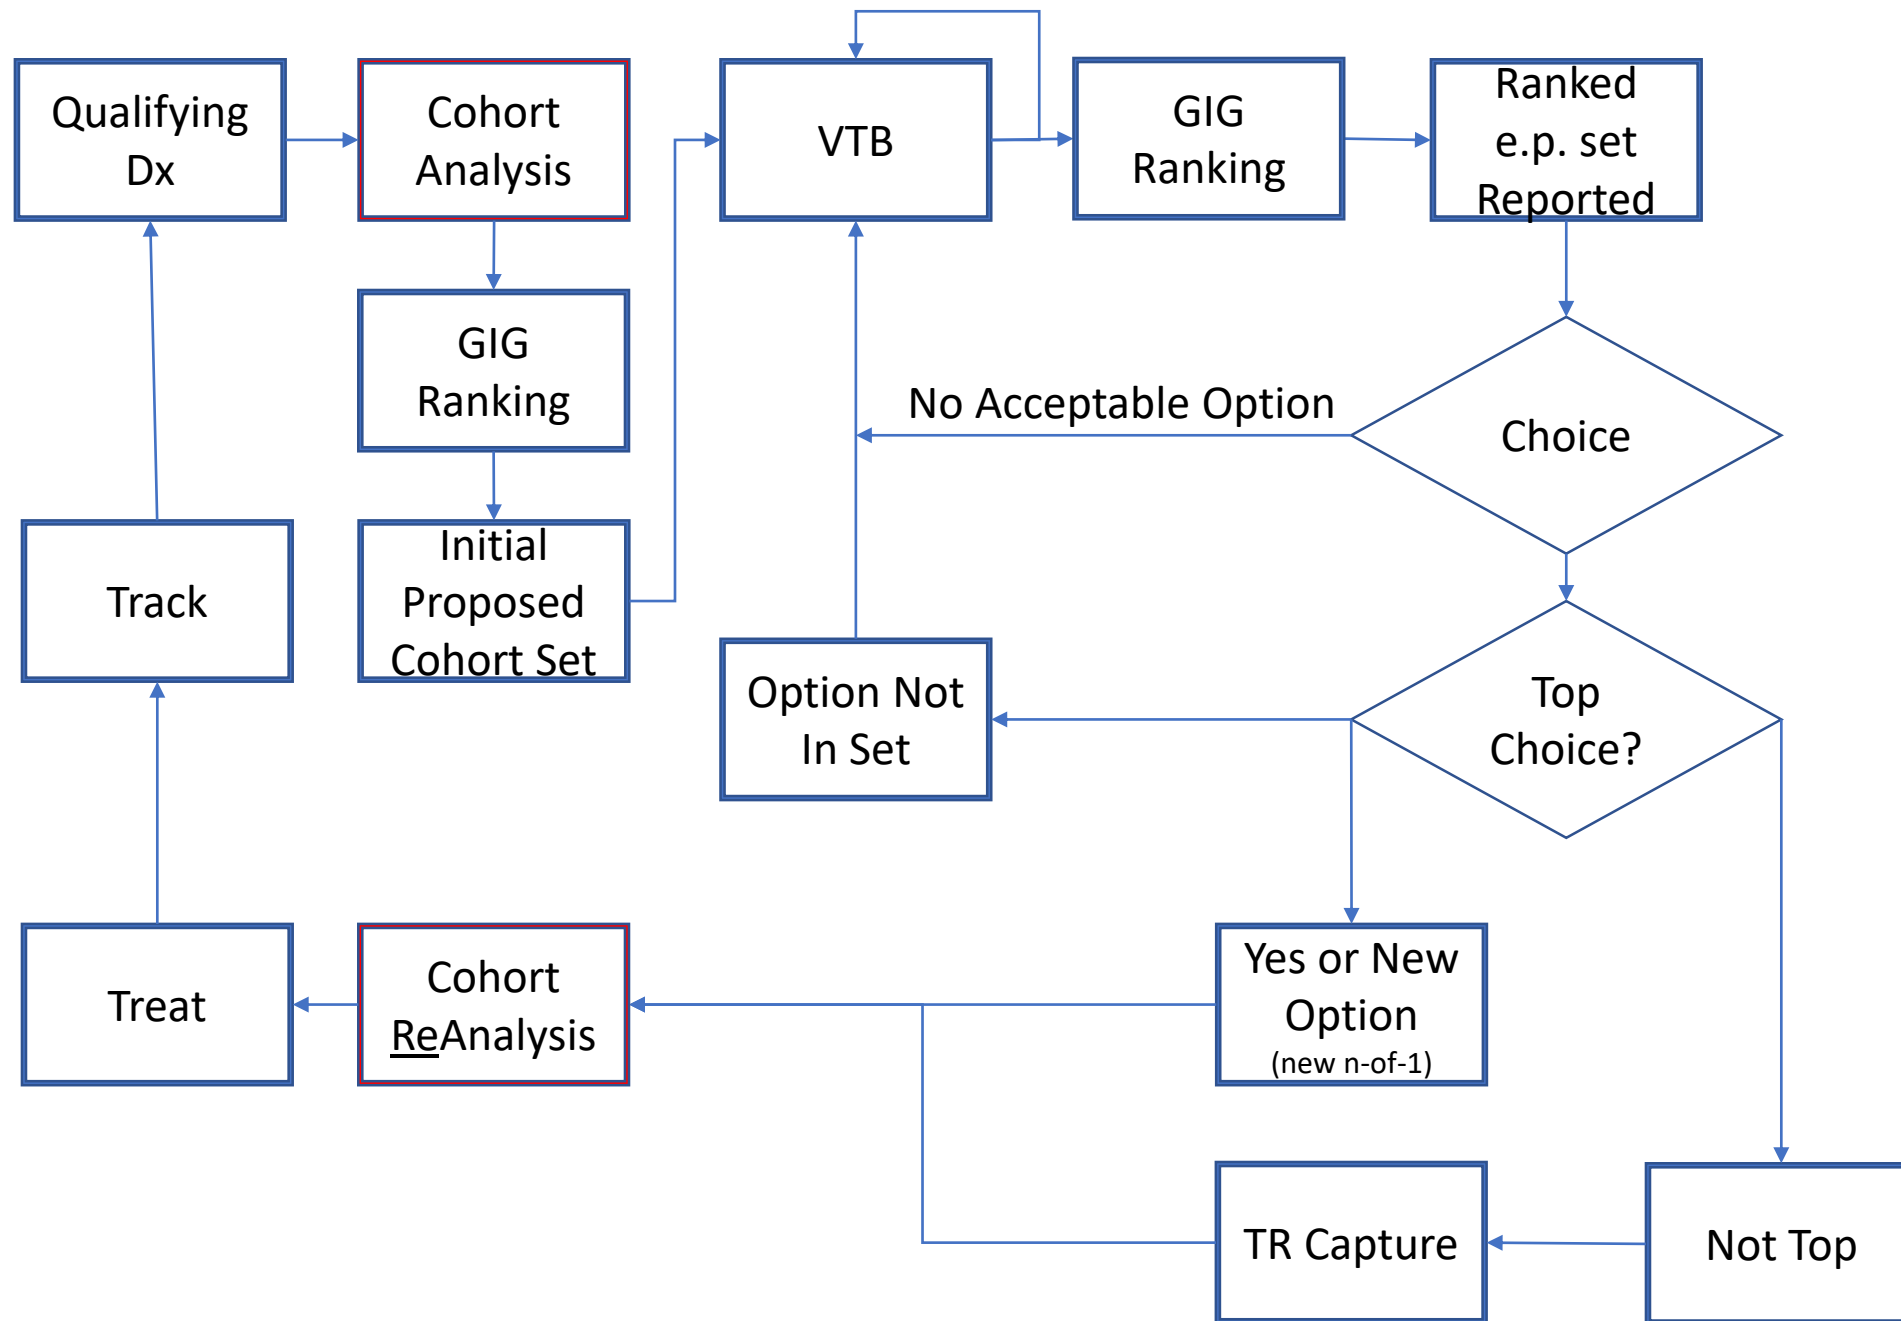 Qualifying
Dx
Cohort
Analysis
VTB
GIG
Ranking
Ranked
e.p. set
Reported
GIG
Ranking
No Acceptable Option
Choice
Initial
Proposed
Cohort Set
Track
Option Not
In Set
Top
Choice?
Treat
Cohort
ReAnalysis
Yes or New
Option
(new n-of-1)
TR Capture
Not Top